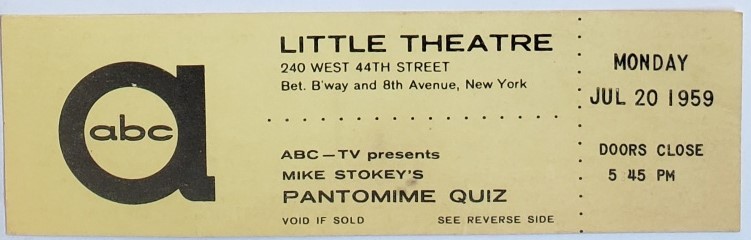 abc
LITTLE THEATRE
240 WEST 44TH STREET
Bet. B'way and 8th Avenue, New York
ABC—TV presents
MIKE STOKEY'S
PANTOMIME QUIZ
VOID IF SOLD SEE REVERSE SIDE
MONDAY
JUL 20 1959
DOORS CLOSE
5 45 PM